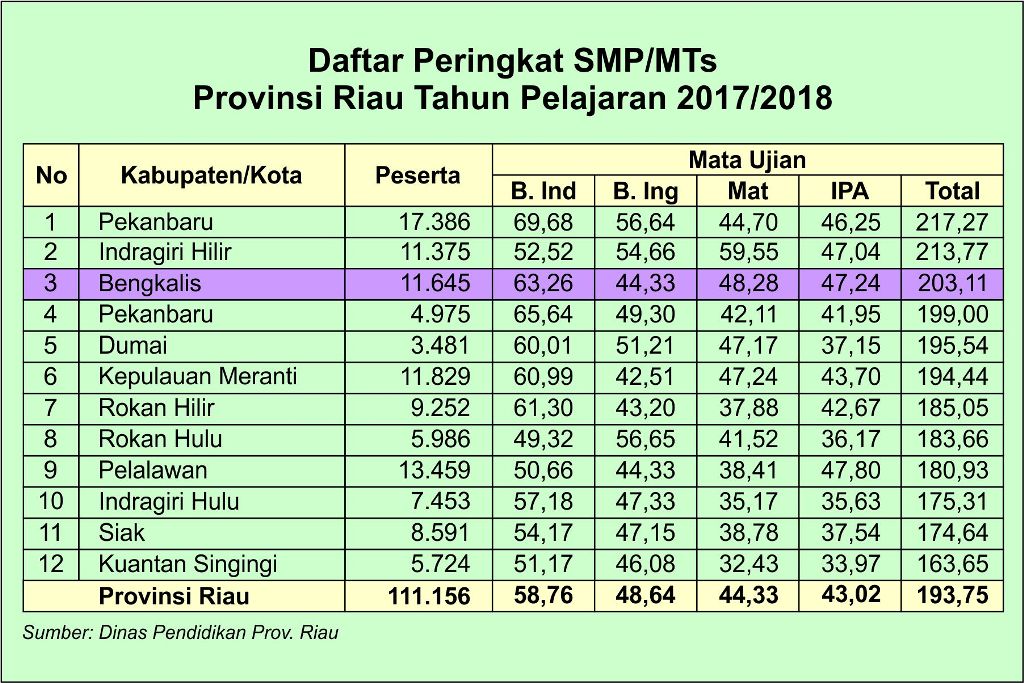 Daftar Peringkat SMP/MTs
Provinsi Riau Tahun Pelajaran 2017/2018
No Kabupaten/Kota Peserta Mata Ujian
B. Ind B. Ing Mat IPA Total
1 Pekanbaru 17.386 69,68 56,64 44,70 46,25 217,27
2 Indragiri Hilir 11.375 52,52 54,66 59,55 47,04 213,77
3 Bengkalis 11.645 63,26 44,33 48,28 47,24 203,11
4 Pekanbaru 4.975 65,64 49,30 42,11 41,95 199,00
5 Dumai 3.481 60,01 51,21 47,17 37,15 195,54
6 Kepulauan Meranti 11.829 60,99 42,51 47,24 43,70 194,44
7 Rokan Hilir 9.252 61,30 43,20 37,88 42,67 185,05
8 Rokan Hulu 5.986 49,32 56,65 41,52 36,17 183,66
9 Pelalawan 13.459 50,66 44,33 38,41 47,80 180,93
10 Indragiri Hulu 7.453 57,18 47,33 35,17 35,63 175,31
11 Siak 8.591 54,17 47,15 38,78 37,54 174,64
12 Kuantan Singingi 5.724 51,17 46,08 32,43 33,97 163,65
Provinsi Riau 111.156 58,76 48,64 44,33 43,02 193,75
Sumber: Dinas Pendidikan Prov. Riau